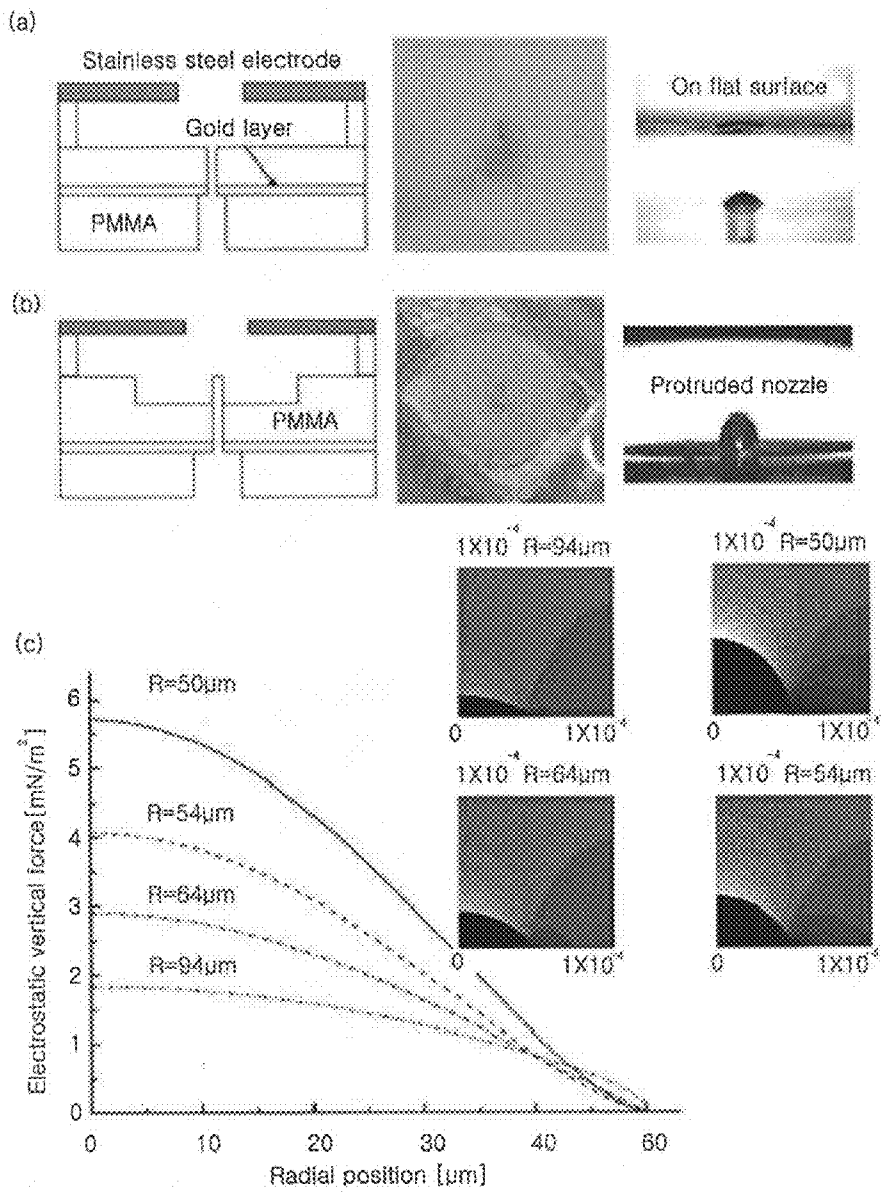 (a)
Stainless steel electrode
Gold layer
PMMA
On flat surface
(b)
PMMA
Protruded nozzle
1X10⁻⁴ R=94μm
1X10⁻⁴ R=50μm
0 1X10⁻⁴
0 1X10⁻⁴
1X10⁻⁴ R=64μm
1X10⁻⁴ R=54μm
0 1X10⁻⁴
0 1X10⁻⁴
(c)
Electrostatic vertical force[mN/m³]
6
5
4
3
2
1
0
R=50μm
R=54μm
R=64μm
R=94μm
0 10 20 30 40 60
Radial position [μm]